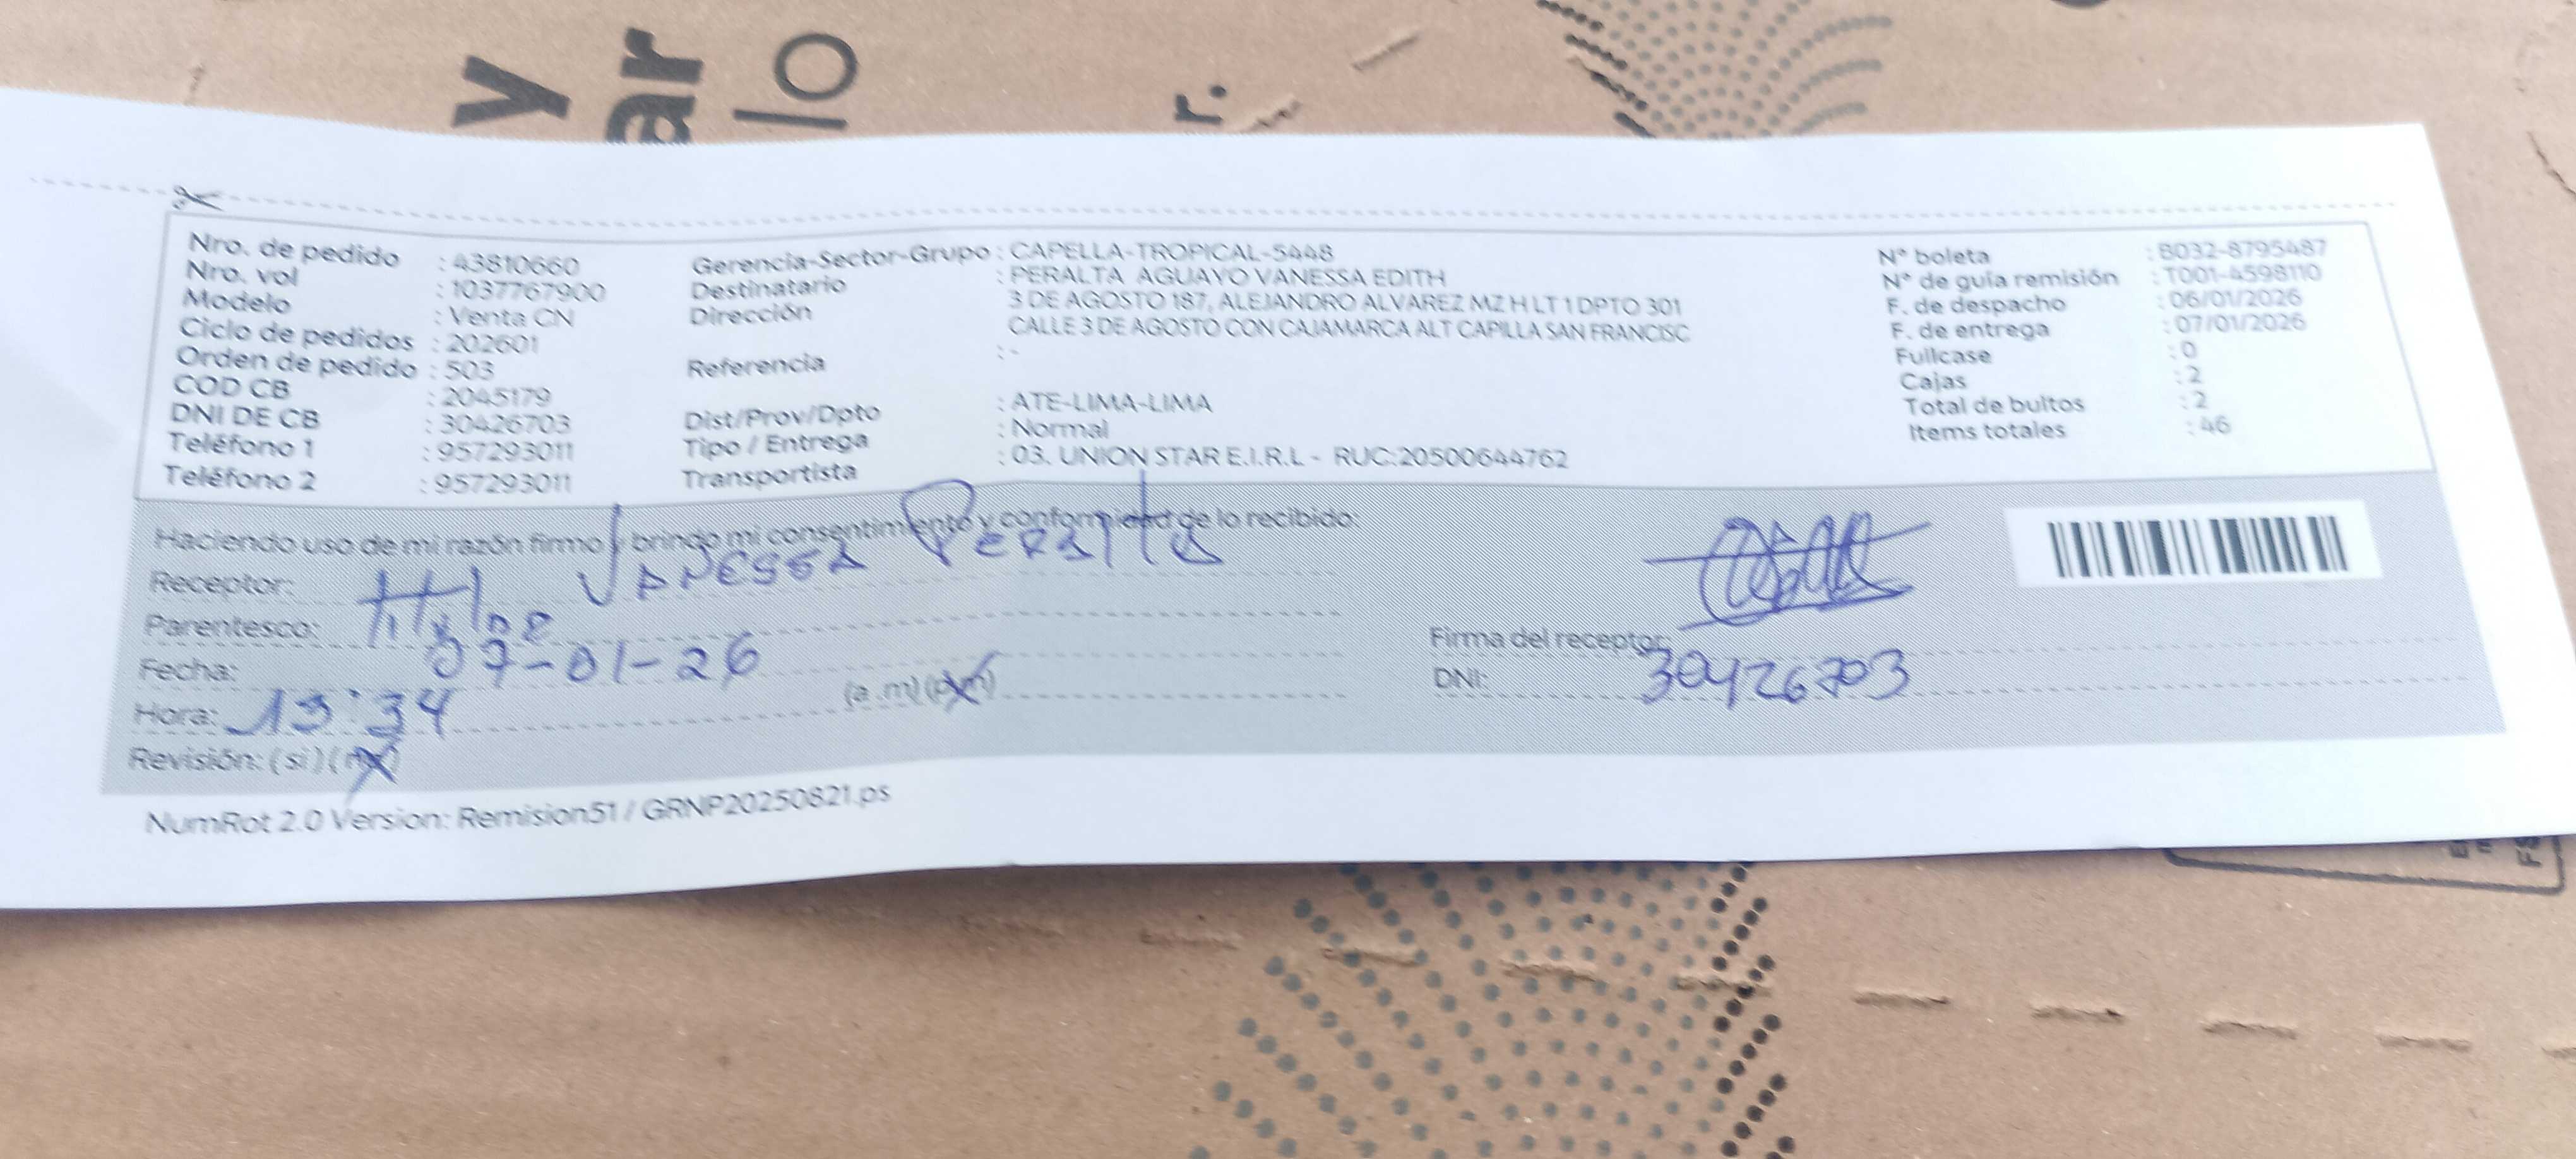 y
ar
lo
r.
Nro. de pedido : 43810660
Nro. vol : 1037767900
Modelo : Venta CN
Ciclo de pedidos : 202601
Orden de pedido : 503
COD CB : 2045179
DNI DE CB : 30426703
Teléfono 1 : 957293011
Teléfono 2 : 957293011
Gerencia-Sector-Grupo : CAPELLA-TROPICAL-5448
Destinatario : PERALTA AGUAYO VANESSA EDITH
Dirección 3 DE AGOSTO 187, ALEJANDRO ALVAREZ MZ H LT 1 DPTO 301
CALLE 3 DE AGOSTO CON CAJAMARCA ALT CAPILLA SAN FRANCISC
Referencia : -
Dist/Prov/Dpto : ATE-LIMA-LIMA
Tipo / Entrega : Normal
Transportista : 03. UNION STAR E.I.R.L - RUC:20500644762
N° boleta : B032-8795487
N° de guía remisión : T001-4598110
F. de despacho : 06/01/2026
F. de entrega : 07/01/2026
Fullcase : 0
Cajas : 2
Total de bultos : 2
Items totales : 46
Haciendo uso de mi razón firmo y brindo mi consentimiento y conformidad de lo recibido:
Receptor: VANESSA PERALTA
Parentesco:
Fecha: 07-01-26
Hora: 13:34 (a.m) (p.m)
Revisión: (si) (no)
Firma del receptor:
DNI: 30426703
NumRot 2.0 Version: Remision51 / GRNP20250821.ps